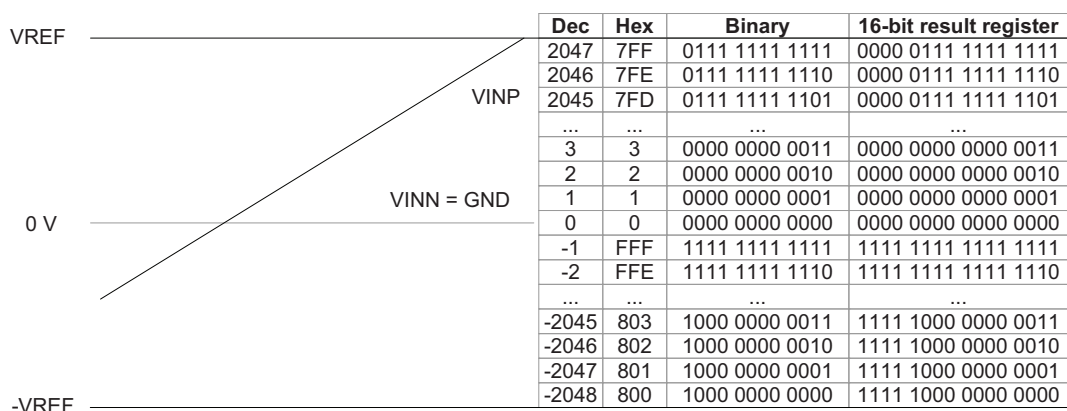 VREF
VINP
VINN = GND
0 V
-VREF
Dec Hex Binary 16-bit result register
2047 7FF 0111 1111 1111 0000 0111 1111 1111
2046 7FE 0111 1111 1110 0000 0111 1111 1110
2045 7FD 0111 1111 1101 0000 0111 1111 1101
... ... ... ...
3 3 0000 0000 0011 0000 0000 0000 0011
2 2 0000 0000 0010 0000 0000 0000 0010
1 1 0000 0000 0001 0000 0000 0000 0001
0 0 0000 0000 0000 0000 0000 0000 0000
-1 FFF 1111 1111 1111 1111 1111 1111 1111
-2 FFE 1111 1111 1110 1111 1111 1111 1110
... ... ... ...
-2045 803 1000 0000 0011 1111 1000 0000 0011
-2046 802 1000 0000 0010 1111 1000 0000 0010
-2047 801 1000 0000 0001 1111 1000 0000 0001
-2048 800 1000 0000 0000 1111 1000 0000 0000